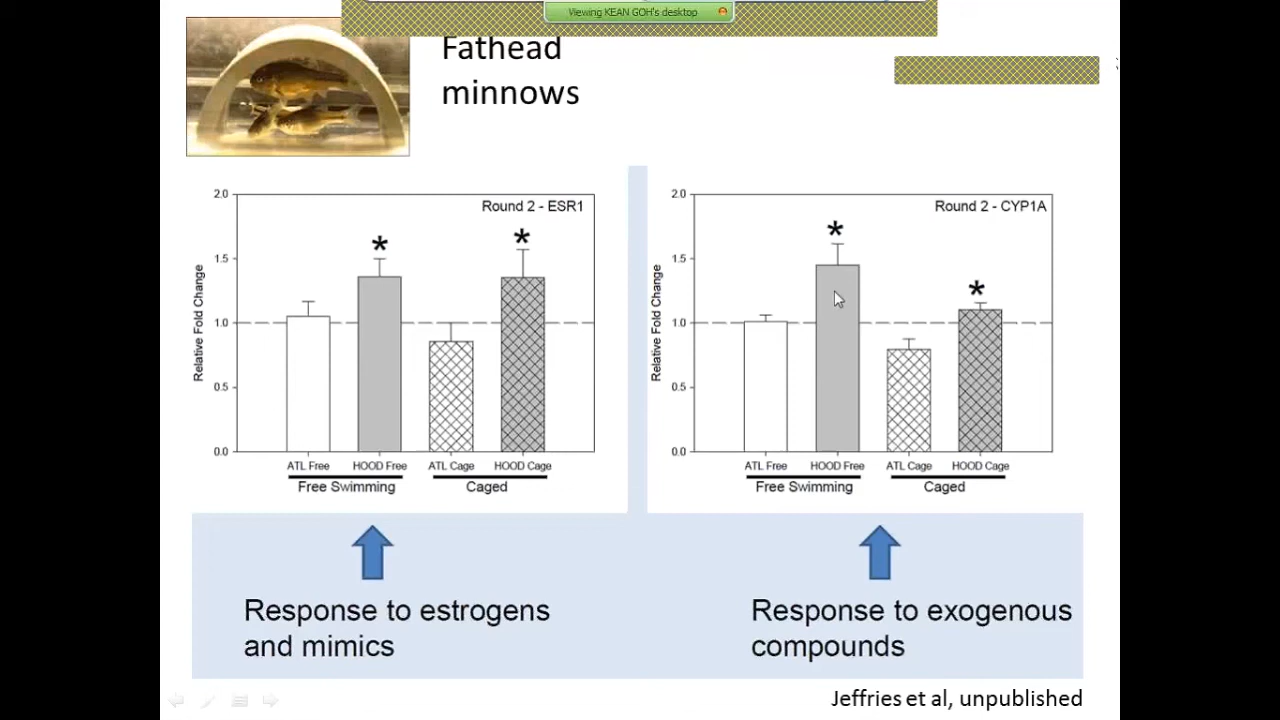 Viewing KEAN GOH's desktop
Fathead
minnows
Round 2 - ESR1
Relative Fold Change
2.0
1.5
1.0
0.5
0.0
*
*
ATL Free
HOOD Free
ATL Cage
HOOD Cage
Free Swimming
Caged
Round 2 - CYP1A
Relative Fold Change
2.0
1.5
1.0
0.5
0.0
*
*
ATL Free
HOOD Free
ATL Cage
HOOD Cage
Free Swimming
Caged
Response to estrogens
and mimics
Response to exogenous
compounds
Jeffries et al, unpublished